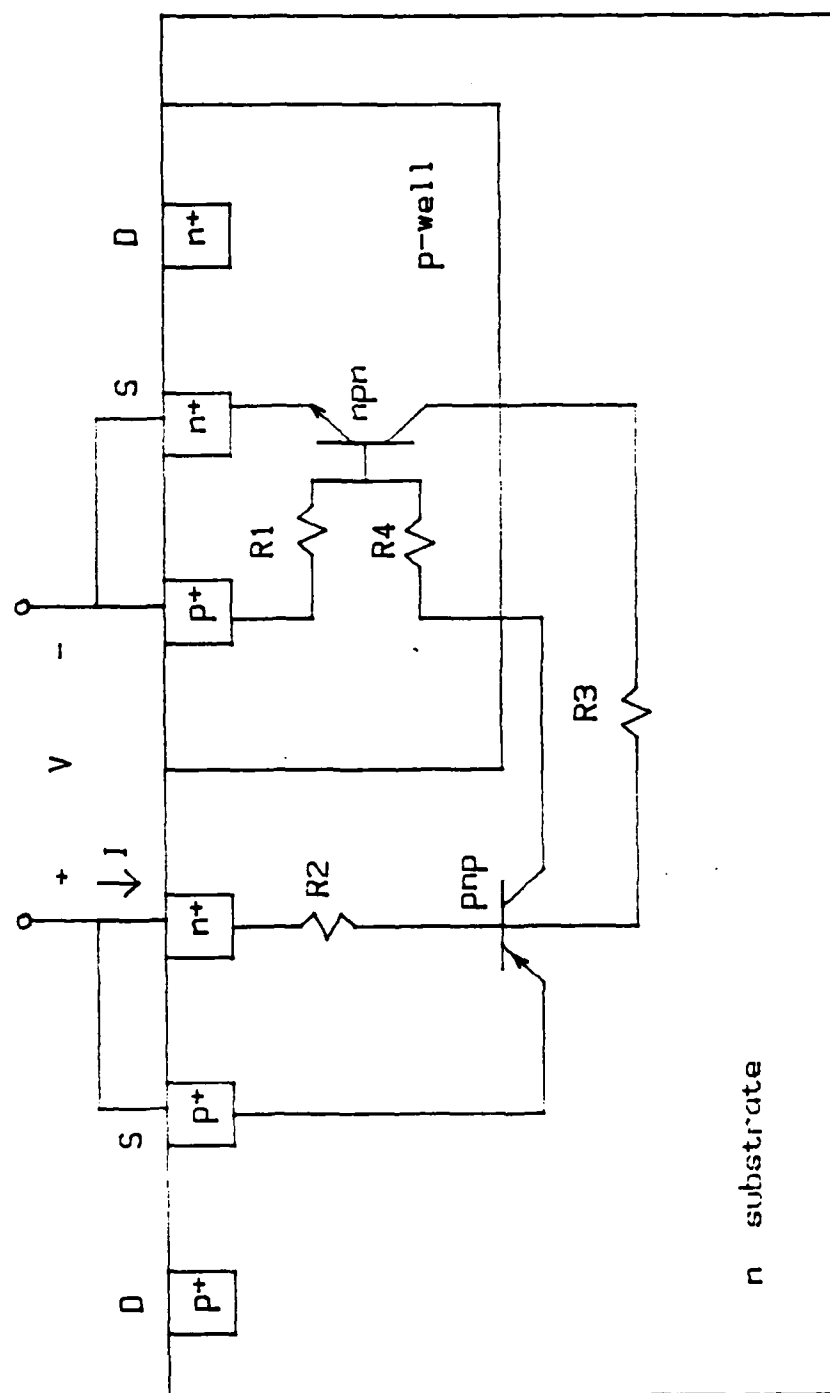 + V -
I
D S S D
p+ p+ n+ p+ n+ n+
R2
R1
R4
npn
pnp
R3
p-well
n substrate